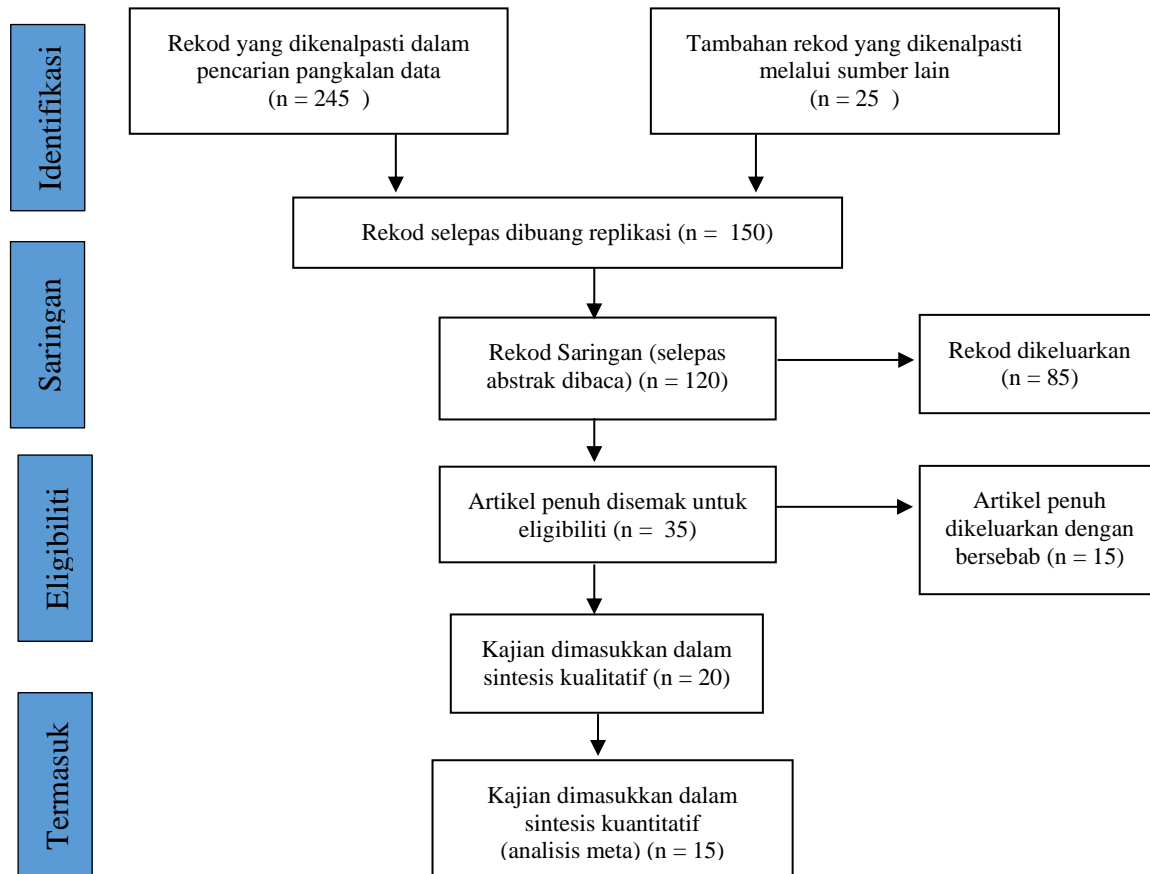 Identifikasi
Rekod yang dikenalpasti dalam
pencarian pangkalan data
(n = 245 )
Tambahan rekod yang dikenalpasti
melalui sumber lain
(n = 25 )
Rekod selepas dibuang replikasi (n = 150)
Saringan
Rekod Saringan (selepas
abstrak dibaca) (n = 120)
Rekod dikeluarkan
(n = 85)
Eligibiliti
Artikel penuh disemak untuk
eligibiliti (n = 35)
Artikel penuh
dikeluarkan dengan
bersebab (n = 15)
Kajian dimasukkan dalam
sintesis kualitatif (n = 20)
Termasuk
Kajian dimasukkan dalam
sintesis kuantitatif
(analisis meta) (n = 15)